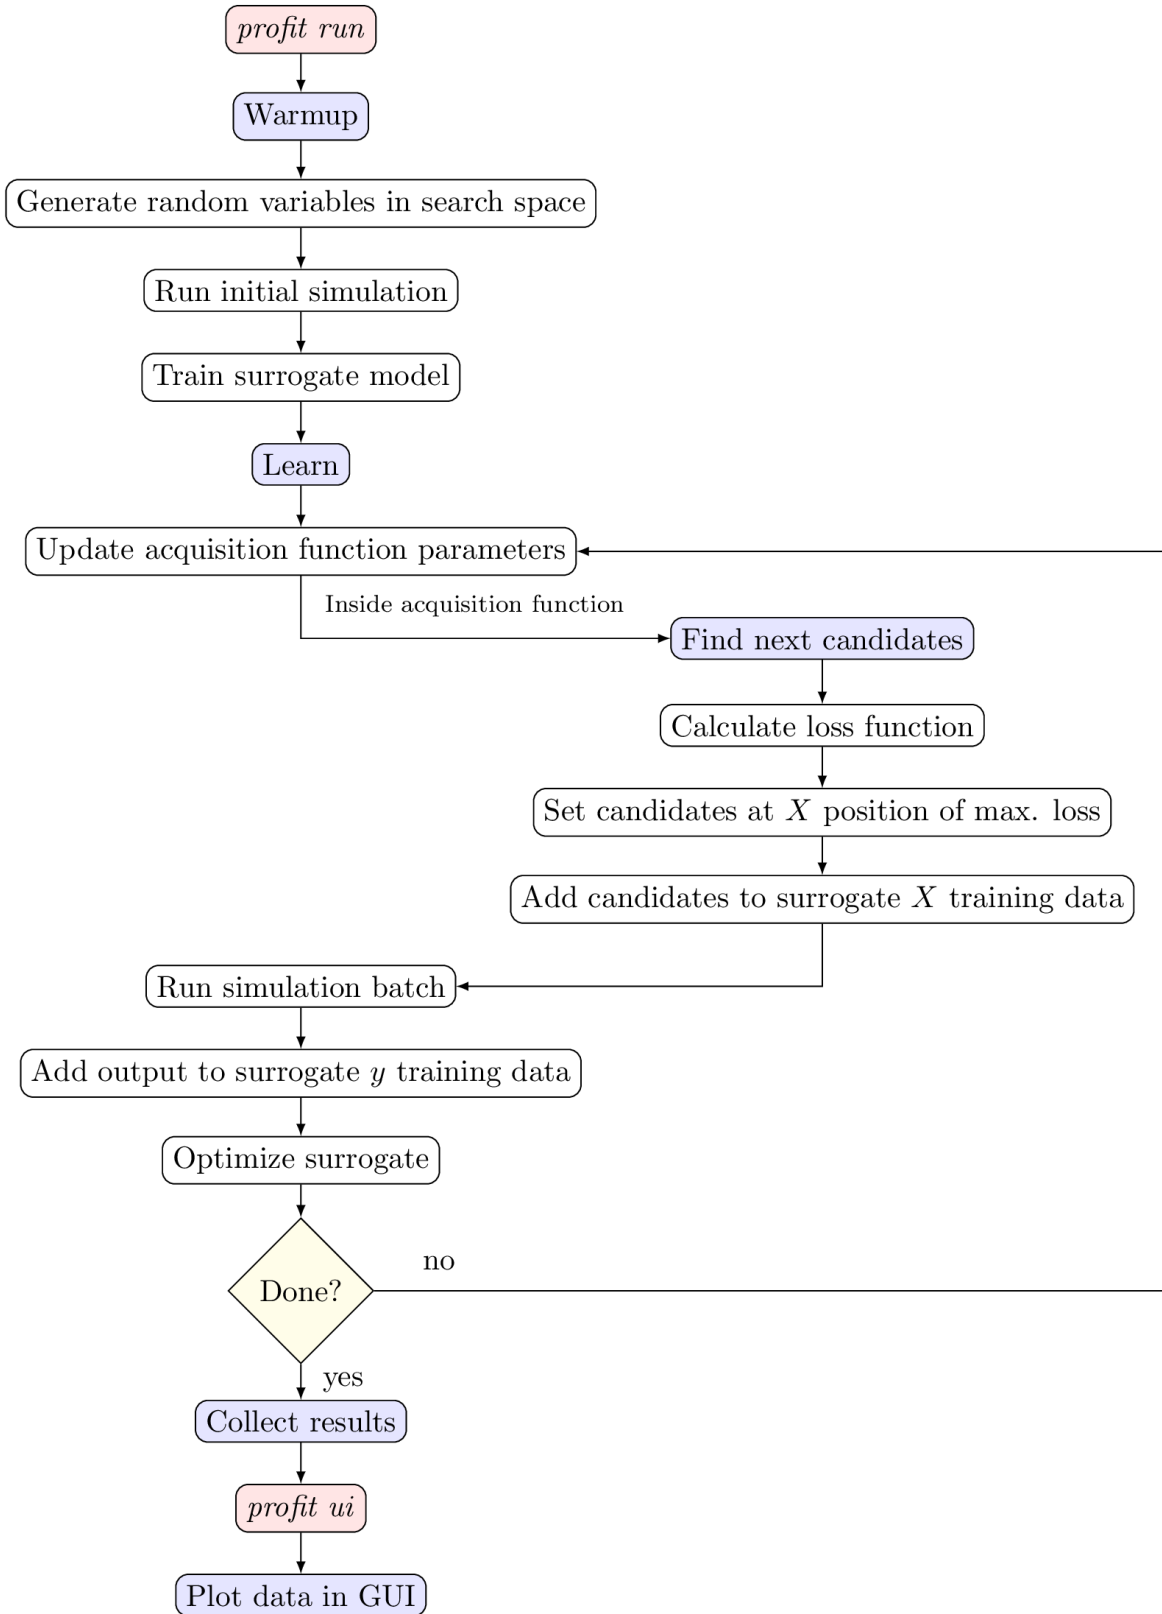 profit run
Warmup
Generate random variables in search space
Run initial simulation
Train surrogate model
Learn
Update acquisition function parameters
Inside acquisition function
Find next candidates
Calculate loss function
Set candidates at X position of max. loss
Add candidates to surrogate X training data
Run simulation batch
Add output to surrogate y training data
Optimize surrogate
no
Done?
yes
Collect results
profit ui
Plot data in GUI